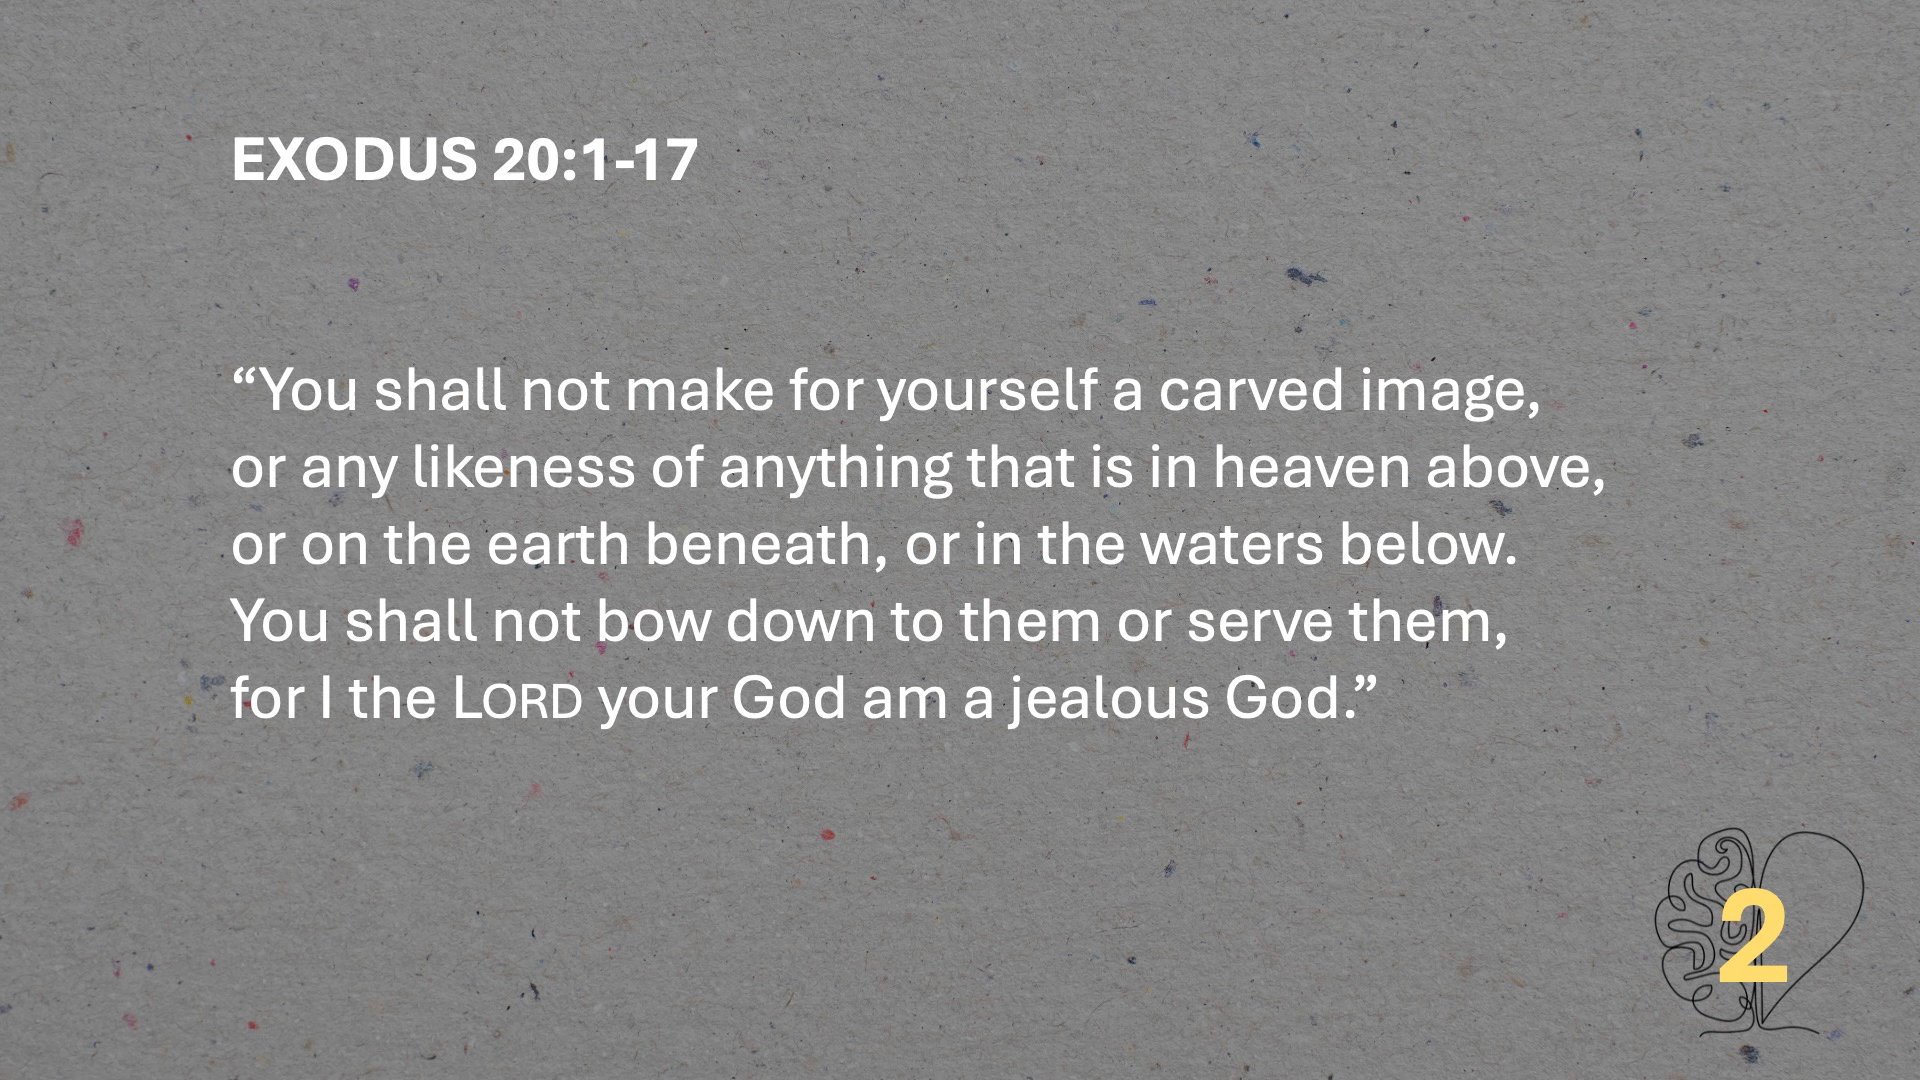 EXODUS 20:1-17
“You shall not make for yourself a carved image,
or any likeness of anything that is in heaven above,
or on the earth beneath, or in the waters below.
You shall not bow down to them or serve them,
for I the LORD your God am a jealous God.”
2